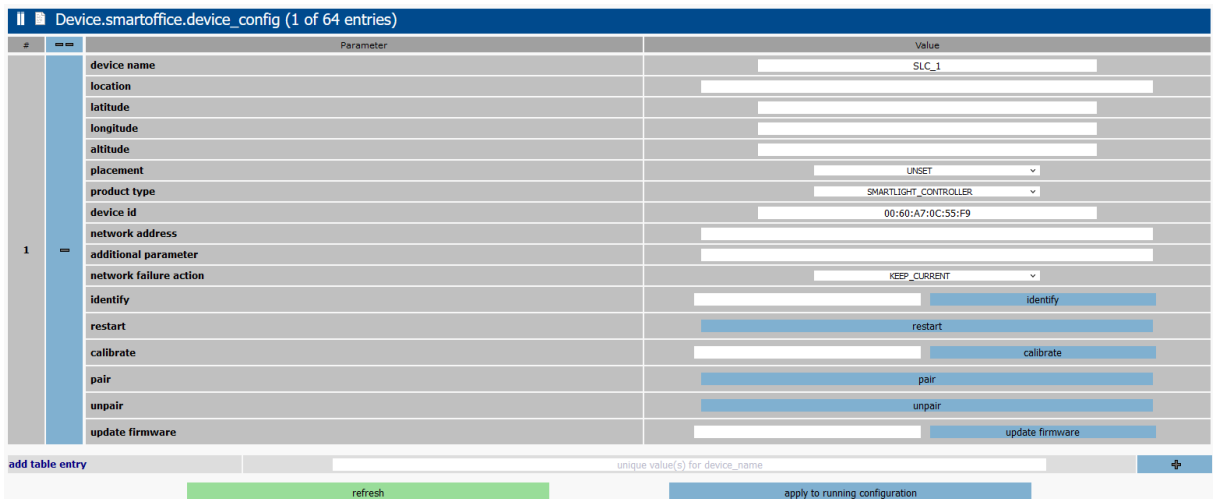 Device.smartoffice.device_config (1 of 64 entries)
# Parameter Value
device name SLC_1
location
latitude
longitude
altitude
placement UNSET
product type SMARTLIGHT_CONTROLLER
device id 00:60:A7:0C:55:F9
network address
additional parameter
network failure action KEEP_CURRENT
1
identify identify
restart restart
calibrate calibrate
pair pair
unpair unpair
update firmware update firmware
add table entry unique value(s) for device_name
refresh apply to running configuration